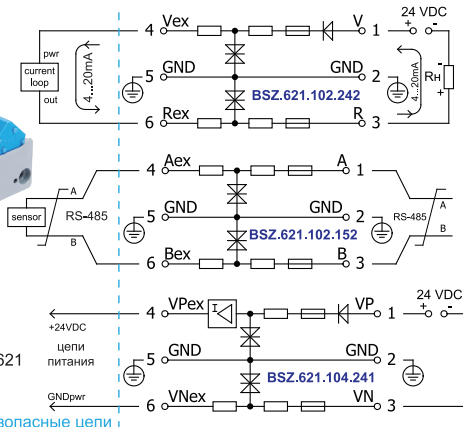 24 VDC
4 Vex V 1 + -
pwr
current loop
out
4...20mA
5 GND GND 2
BSZ.621.102.242
4...20mA
RH
-
+
6 Rex R 3
4 Aex A 1
A
sensor
RS-485
B
5 GND GND 2
BSZ.621.102.152
RS-485
A
B
6 Bex B 3
24 VDC
4 VPex I VP 1 + -
+24VDC
цепи
питания
5 GND GND 2
BSZ.621.104.241
621
GNDpwr
6 VNex VN 3
опасные цепи